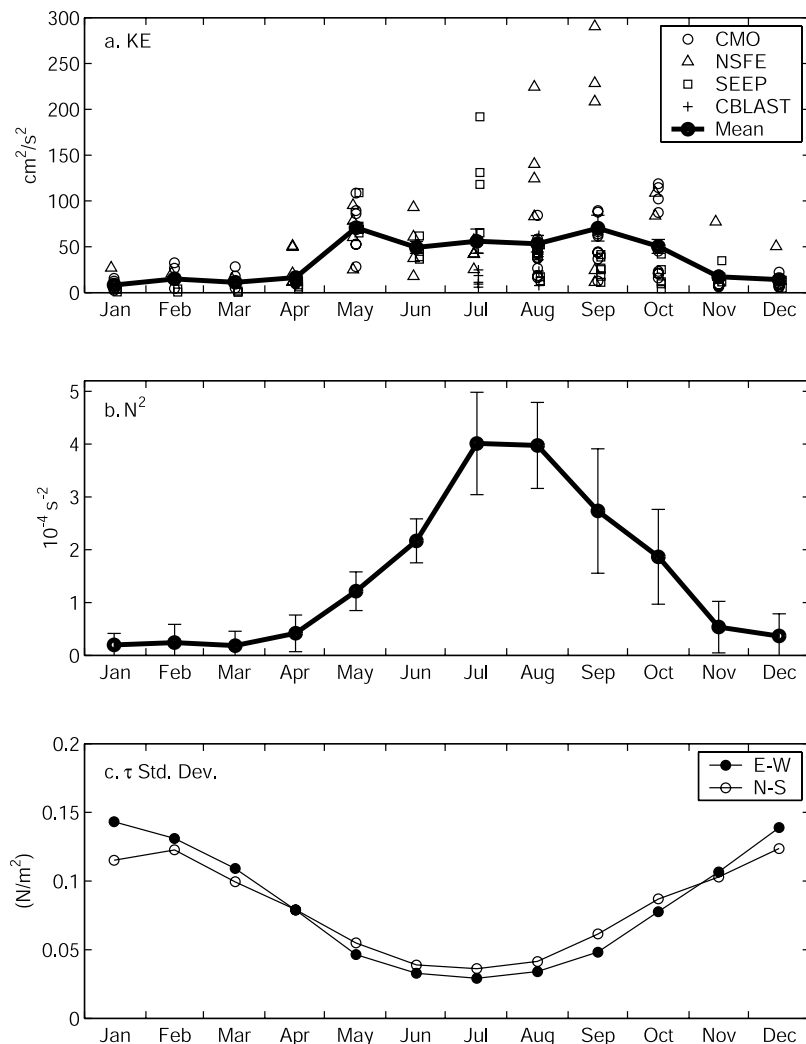 a. KE
CMO
NSFE
SEEP
CBLAST
Mean
cm²/s²
300
250
200
150
100
50
0
Jan Feb Mar Apr May Jun Jul Aug Sep Oct Nov Dec
b. N²
10⁻⁴ s⁻²
5
4
3
2
1
0
Jan Feb Mar Apr May Jun Jul Aug Sep Oct Nov Dec
c. τ Std. Dev.
E-W
N-S
(N/m²)
0.2
0.15
0.1
0.05
0
Jan Feb Mar Apr May Jun Jul Aug Sep Oct Nov Dec